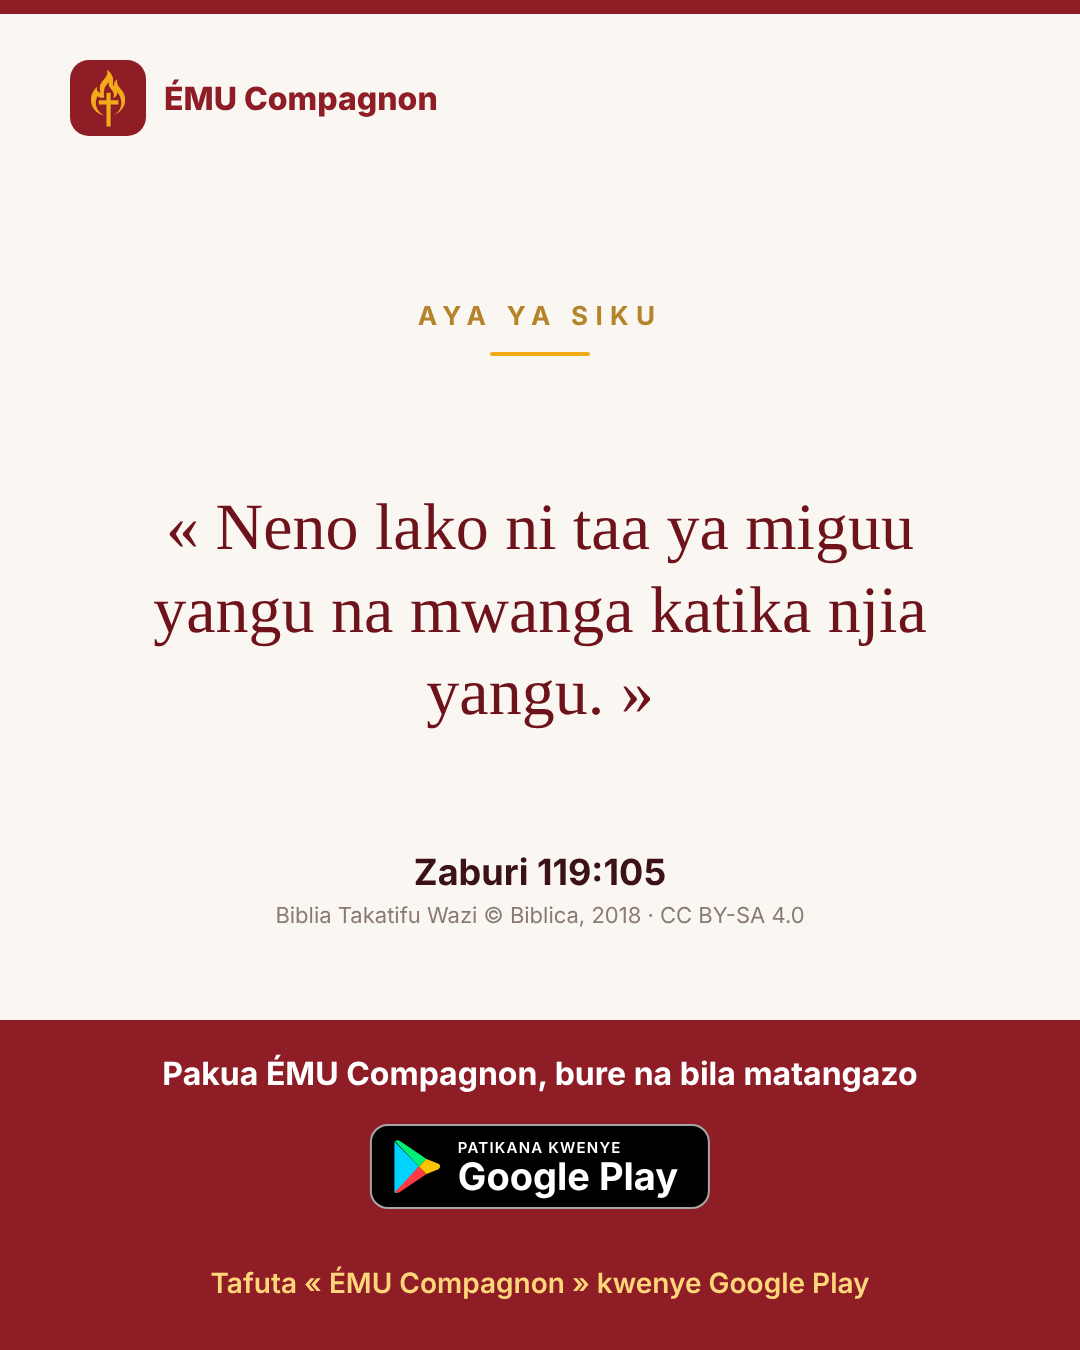 ÉMU Compagnon
AYA YA SIKU
« Neno lako ni taa ya miguu
yangu na mwanga katika njia
yangu. »
Zaburi 119:105
Biblia Takatifu Wazi © Biblica, 2018 · CC BY-SA 4.0
Pakua ÉMU Compagnon, bure na bila matangazo
PATIKANA KWENYE
Google Play
Tafuta « ÉMU Compagnon » kwenye Google Play